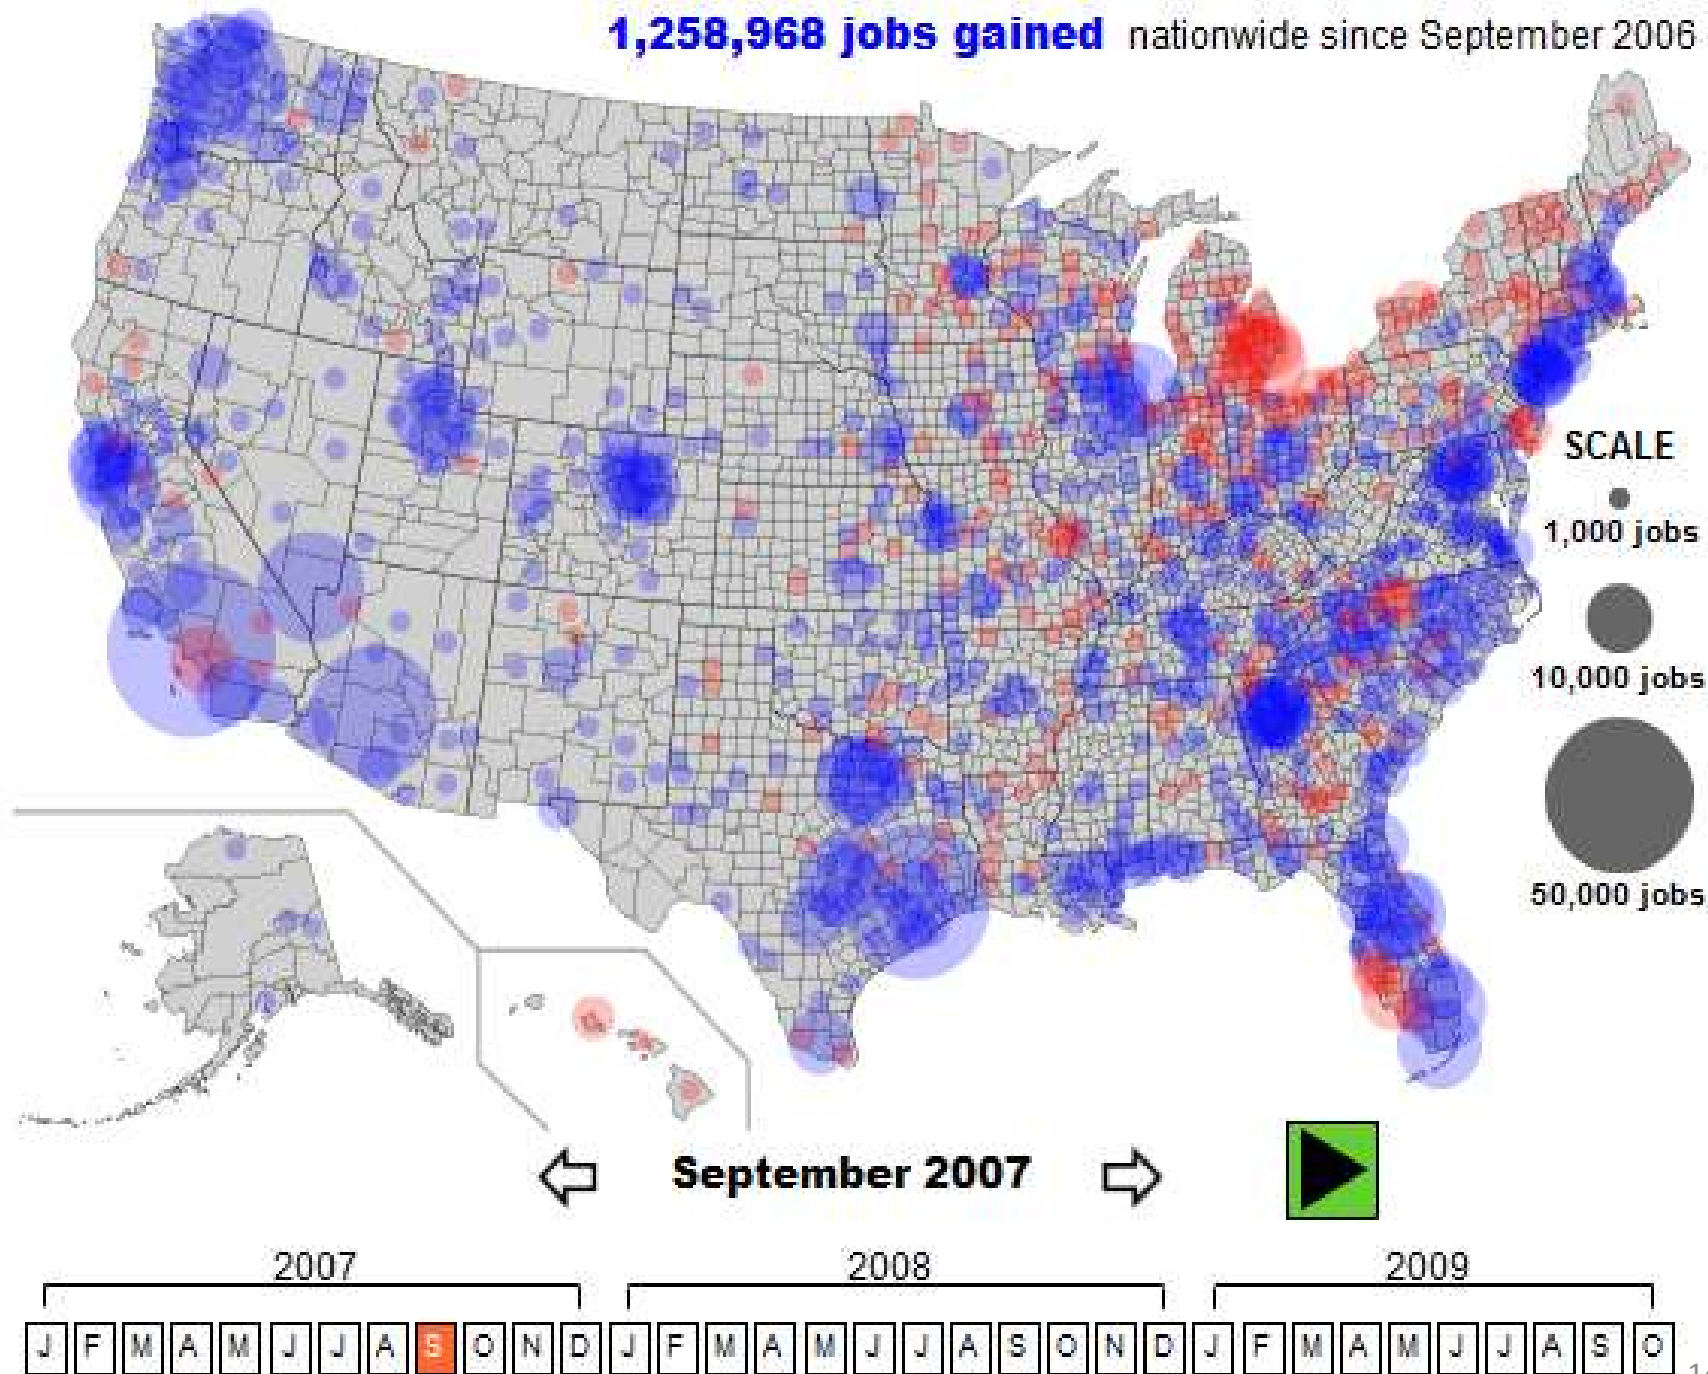 1,258,968 jobs gained nationwide since September 2006
SCALE
1,000 jobs
10,000 jobs
50,000 jobs
September 2007
2007 2008 2009
J F M A M J J A S O N D J F M A M J J A S O N D J F M A M J J A S O